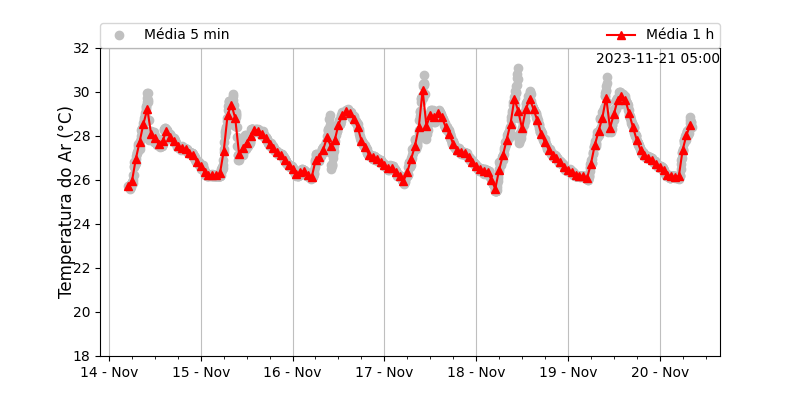 Média 5 min
Média 1 h
2023-11-21 05:00
Temperatura do Ar (°C)
32
30
28
26
24
22
20
18
14 - Nov
15 - Nov
16 - Nov
17 - Nov
18 - Nov
19 - Nov
20 - Nov